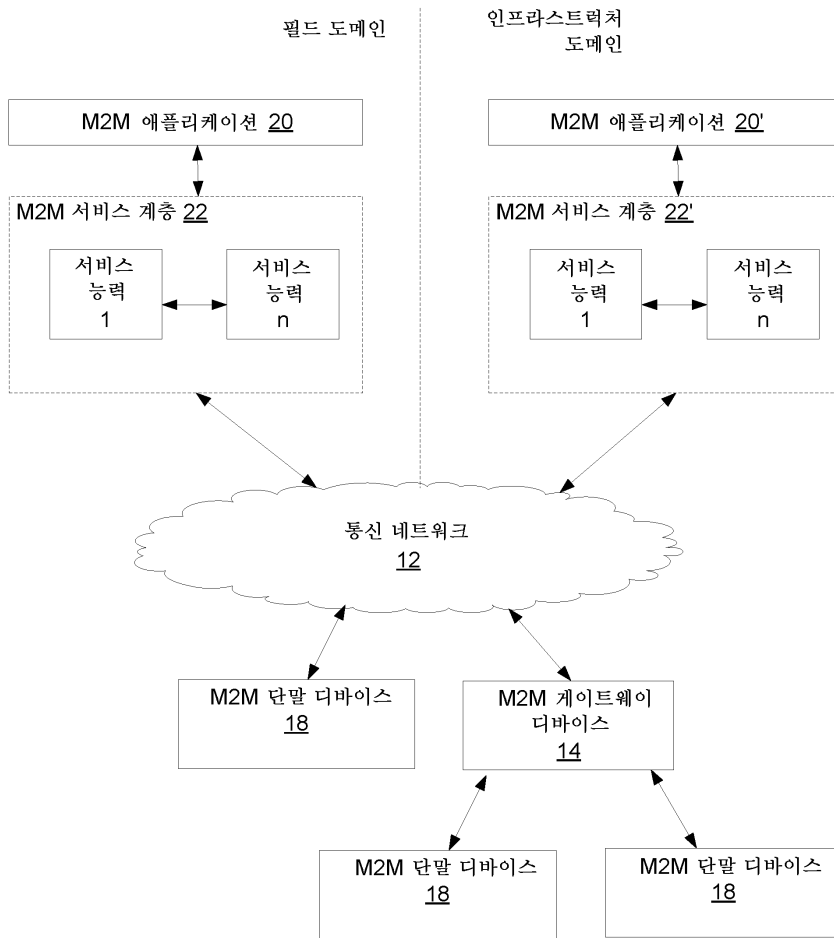 필드 도메인
인프라스트럭처
도메인
M2M 애플리케이션 20
M2M 애플리케이션 20'
M2M 서비스 계층 22
서비스
능력
1
서비스
능력
n
M2M 서비스 계층 22'
서비스
능력
1
서비스
능력
n
통신 네트워크
12
M2M 단말 디바이스
18
M2M 게이트웨이
디바이스
14
M2M 단말 디바이스
18
M2M 단말 디바이스
18